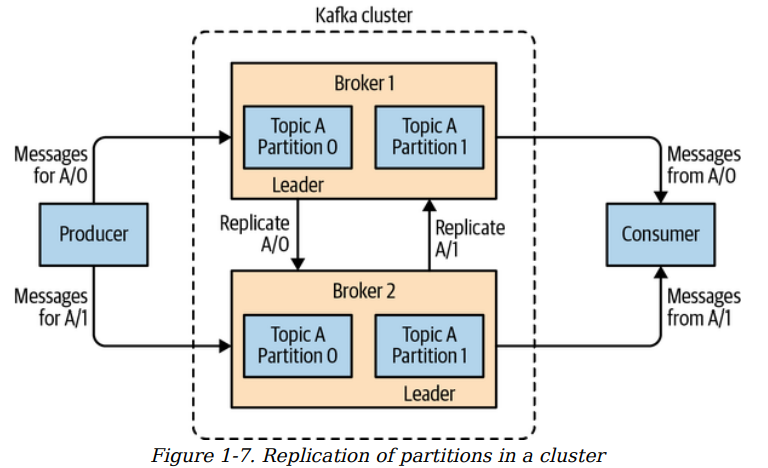 Kafka cluster
Broker 1
Topic A
Partition 0
Topic A
Partition 1
Leader
Messages
for A/0
Messages
from A/0
Producer
Replicate
A/0
Replicate
A/1
Consumer
Messages
for A/1
Messages
from A/1
Broker 2
Topic A
Partition 0
Topic A
Partition 1
Leader
Figure 1-7. Replication of partitions in a cluster